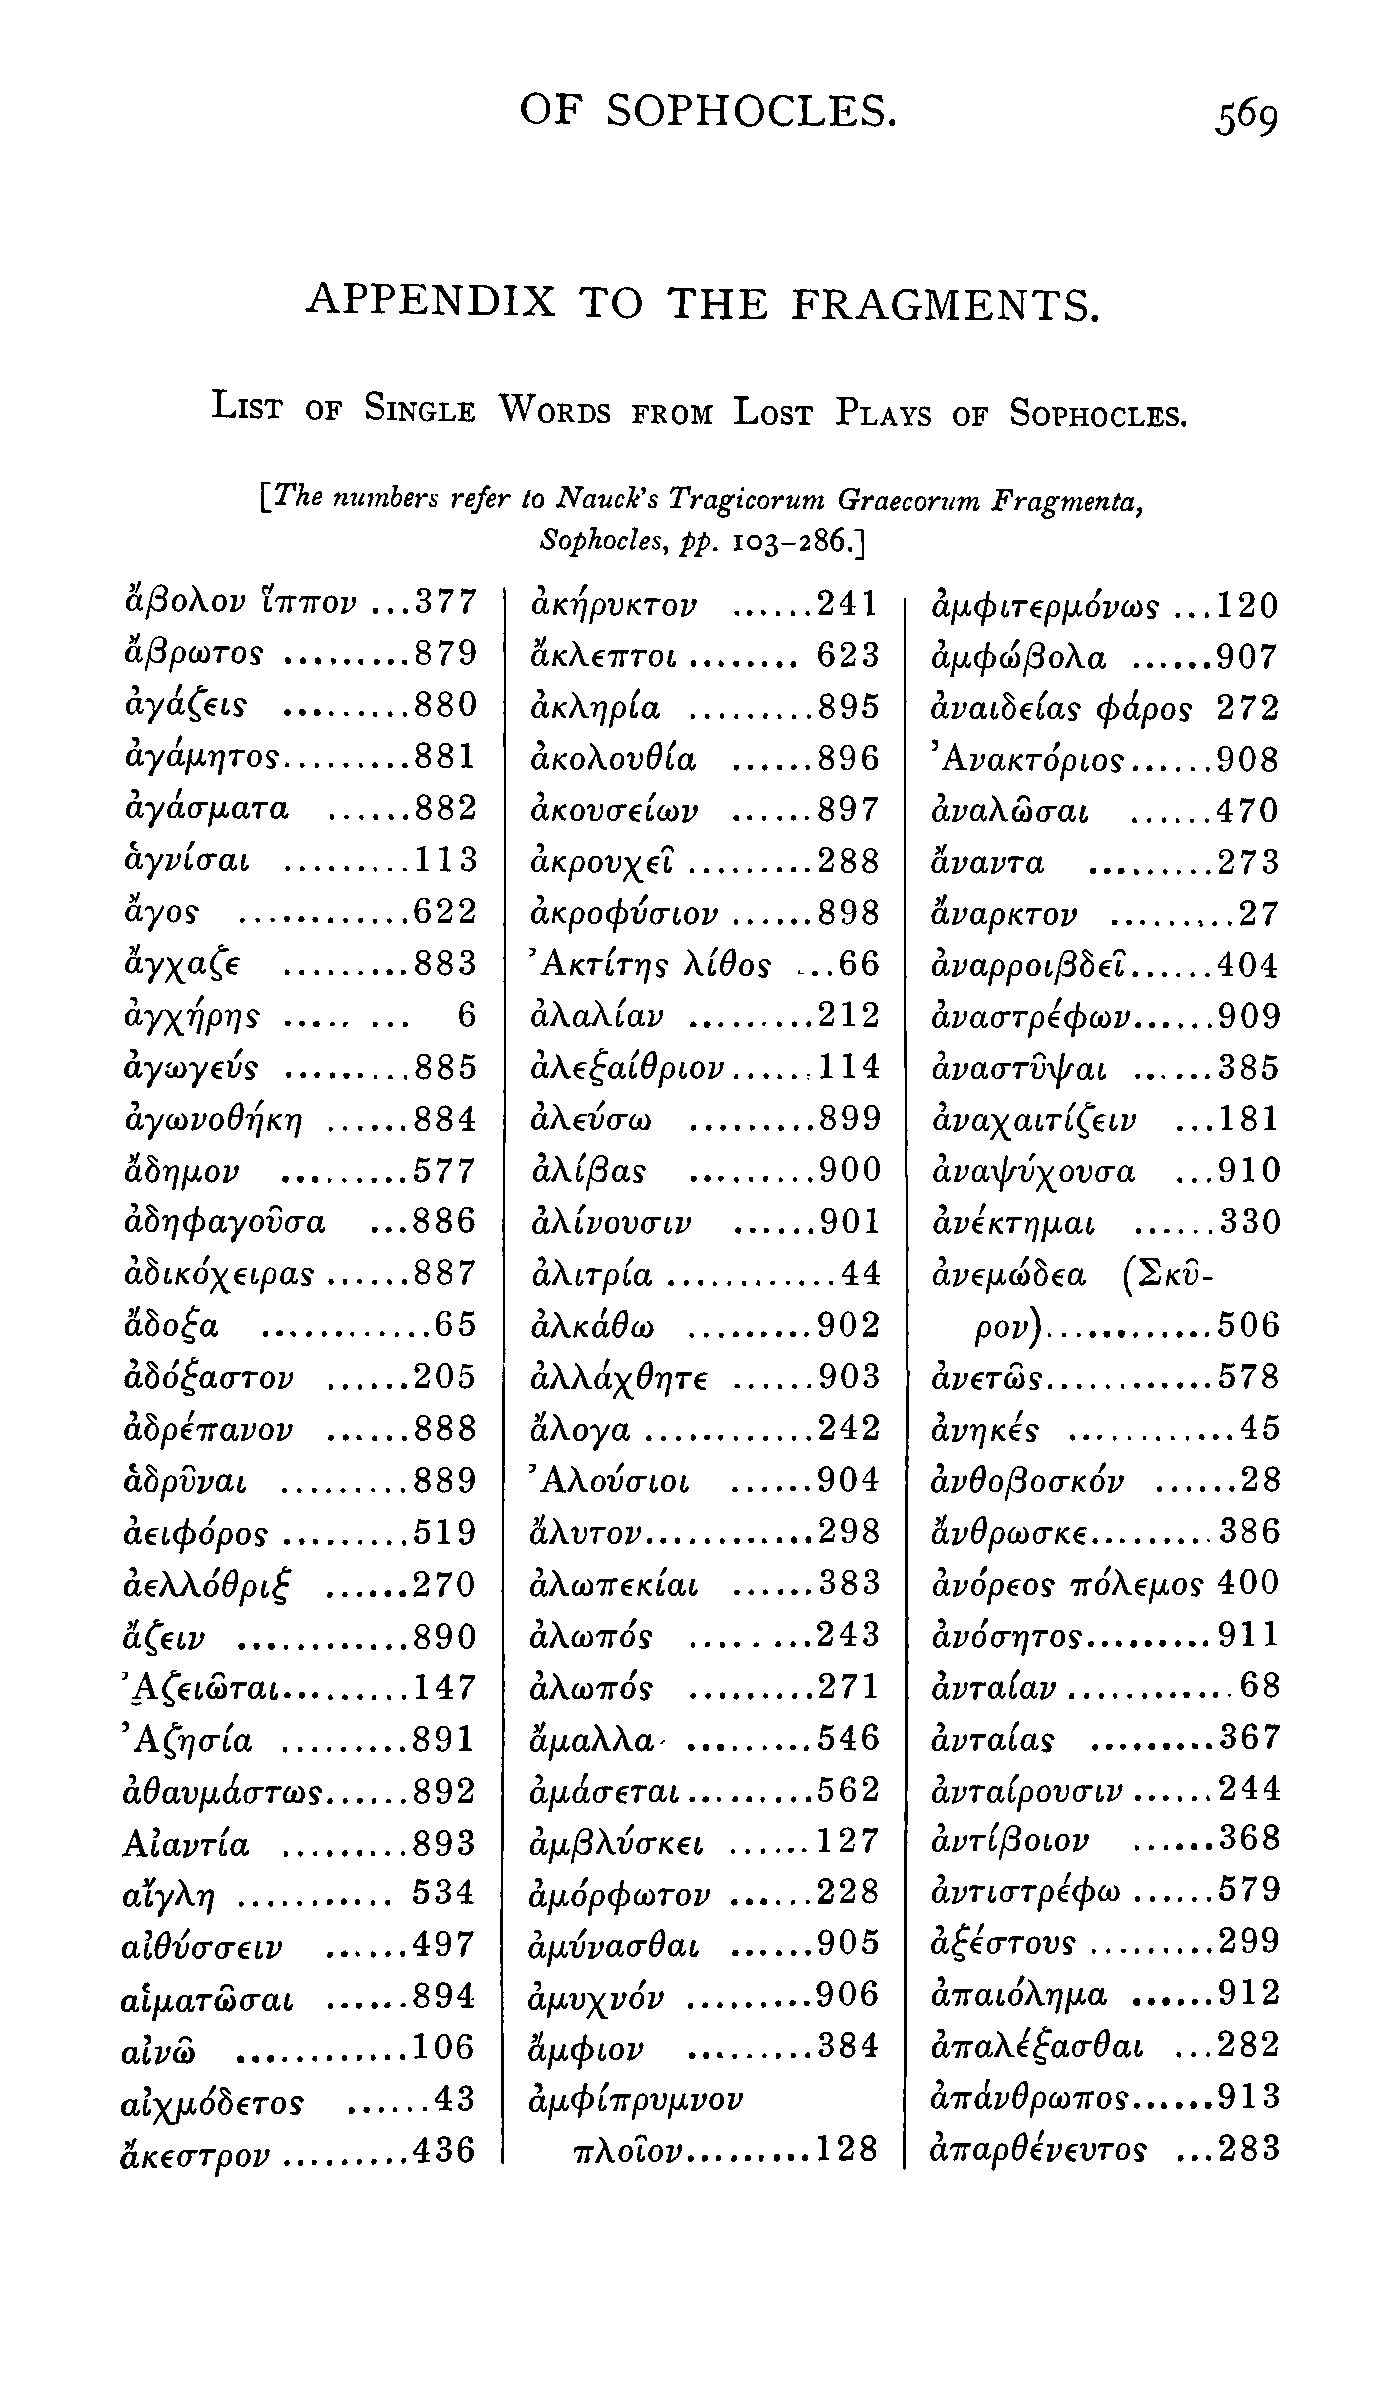 OF SOPHOCLES. 569
APPENDIX TO THE FRAGMENTS.
LIST OF SINGLE WORDS FROM LOST PLAYS OF SOPHOCLES.
[The numbers refer to Nauck's Tragicorum Graecorum Fragmenta,
Sophocles, pp. 103–286.]
ἄβολον ἵππον ...377
ἄβρωτος .........879
ἀγάζεις .........880
ἀγάμητος.........881
ἀγάσματα ......882
ἁγνίσαι .........113
ἄγος ............622
ἄγχαζε .........883
ἀγχήρης ........ 6
ἀγωγεύς .........885
ἀγωνοθήκη ......884
ἄδημον .........577
ἀδηφαγοῦσα ...886
ἀδικόχειρας ......887
ἄδοξα ............65
ἀδόξαστον ......205
ἀδρέπανον ......888
ἁδρῦναι .........889
ἀειφόρος .........519
ἀελλόθριξ ......270
ἄζειν ............890
Ἀζειῶται.........147
Ἀζησία .........891
ἀθαυμάστως......892
Αἰαντία .........893
αἴγλη ........... 534
αἰθύσσειν ......497
αἱματῶσαι ......894
αἰνῶ ............106
αἰχμόδετος ......43
ἄκεστρον .........436
ἀκήρυκτον ......241
ἄκλεπτοι ........ 623
ἀκληρία .........895
ἀκολουθία ......896
ἀκουσείων ......897
ἀκρουχεῖ .........288
ἀκροφύσιον ......898
Ἀκτίτης λίθος ...66
ἀλαλίαν .........212
ἀλεξαίθριον ......114
ἀλεύσω .........899
ἀλίβας .........900
ἀλίνουσιν ......901
ἀλιτρία ............44
ἀλκάθω .........902
ἀλλάχθητε ......903
ἄλογα ............242
Ἀλούσιοι ......904
ἄλυτον............298
ἀλωπεκίαι ......383
ἀλωπός ........243
ἀλωπός .........271
ἄμαλλα .........546
ἀμάσεται .........562
ἀμβλύσκει ......127
ἀμόρφωτον ......228
ἀμύνασθαι ......905
ἀμυχνόν .........906
ἄμφιον .........384
ἀμφίπρυμνον
πλοῖον.........128
ἀμφιτερμόνως ...120
ἀμφώβολα ......907
ἀναιδείας φάρος 272
Ἀνακτόριος......908
ἀναλῶσαι ......470
ἄναντα .........273
ἄναρκτον .........27
ἀναρροιβδεῖ......404
ἀναστρέφων......909
ἀναστῦψαι ......385
ἀναχαιτίζειν ...181
ἀναψύχουσα ...910
ἀνέκτημαι ......330
ἀνεμώδεα (Σκῦ-
ρον)............506
ἀνετῶς............578
ἀνηκές ............45
ἀνθοβοσκόν ......28
ἄνθρωσκε.........386
ἀνόρεος πόλεμος 400
ἀνόσητος.........911
ἀνταίαν ............68
ἀνταίας .........367
ἀνταίρουσιν ......244
ἀντίβοιον ......368
ἀντιστρέφω ......579
ἀξέστους .........299
ἀπαιόλημα ......912
ἀπαλέξασθαι ...282
ἀπάνθρωπος......913
ἀπαρθένευτος ...283